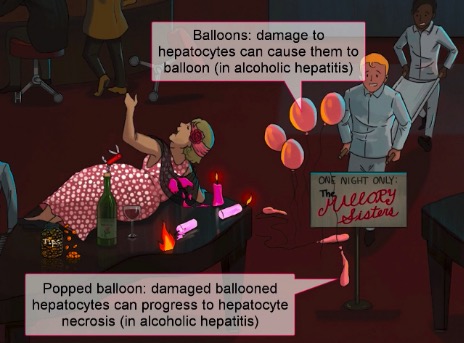 Balloons: damage to
hepatocytes can cause them to
balloon (in alcoholic hepatitis)
ONE NIGHT ONLY:
The
MALLORY
Sisters
Tips
Popped balloon: damaged ballooned
hepatocytes can progress to hepatocyte
necrosis (in alcoholic hepatitis)